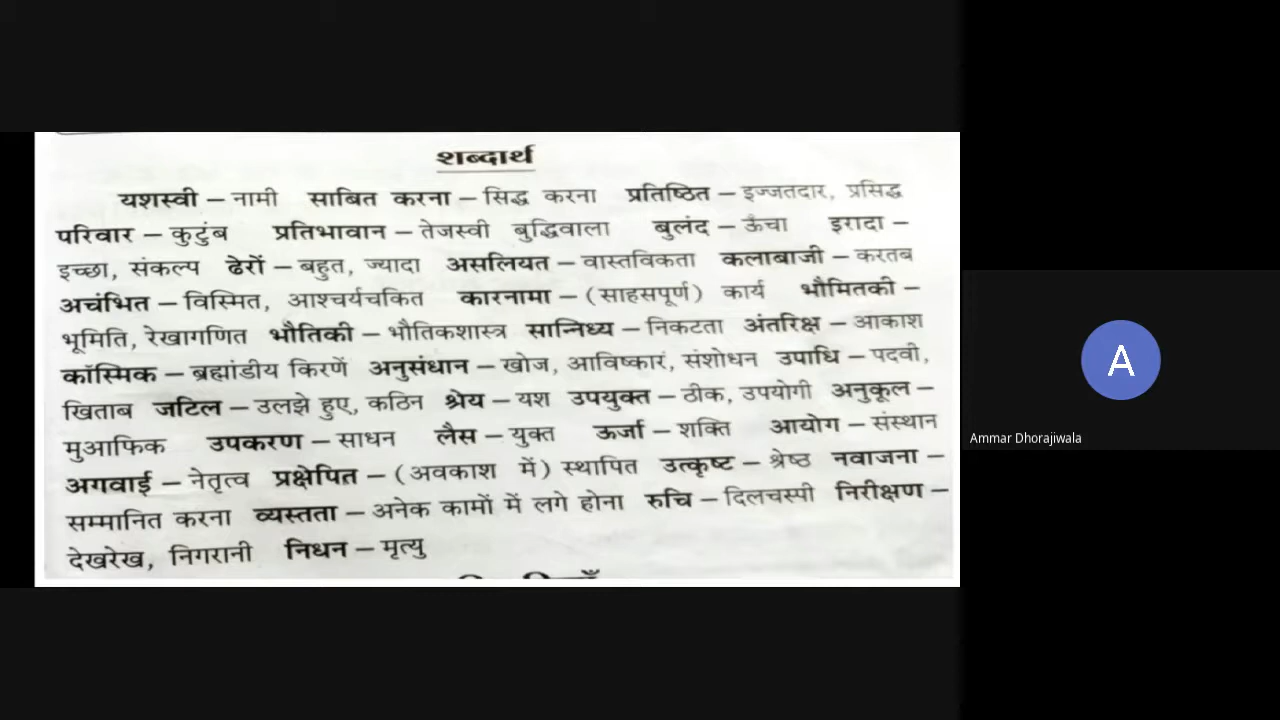 शब्दार्थ
यशस्वी – नामी साबित करना – सिद्ध करना प्रतिष्ठित – इज्जतदार, प्रसिद्ध
परिवार – कुटुंब प्रतिभावान – तेजस्वी बुद्धिवाला बुलंद – ऊँचा इरादा –
इच्छा, संकल्प ढेरों – बहुत, ज्यादा असलियत – वास्तविकता कलाबाजी – करतब
अचंभित – विस्मित, आश्चर्यचकित कारनामा – (साहसपूर्ण) कार्य भौमितकी –
भूमिति, रेखागणित भौतिकी – भौतिकशास्त्र सान्निध्य – निकटता अंतरिक्ष – आकाश
कॉस्मिक – ब्रह्मांडीय किरणें अनुसंधान – खोज, आविष्कार, संशोधन उपाधि – पदवी,
खिताब जटिल – उलझे हुए, कठिन श्रेय – यश उपयुक्त – ठीक, उपयोगी अनुकूल –
मुआफिक उपकरण – साधन लैस – युक्त ऊर्जा – शक्ति आयोग – संस्थान
अगवाई – नेतृत्व प्रक्षेपित – (अवकाश में) स्थापित उत्कृष्ट – श्रेष्ठ नवाजना –
सम्मानित करना व्यस्तता – अनेक कामों में लगे होना रुचि – दिलचस्पी निरीक्षण –
देखरेख, निगरानी निधन – मृत्यु
A
Ammar Dhorajiwala